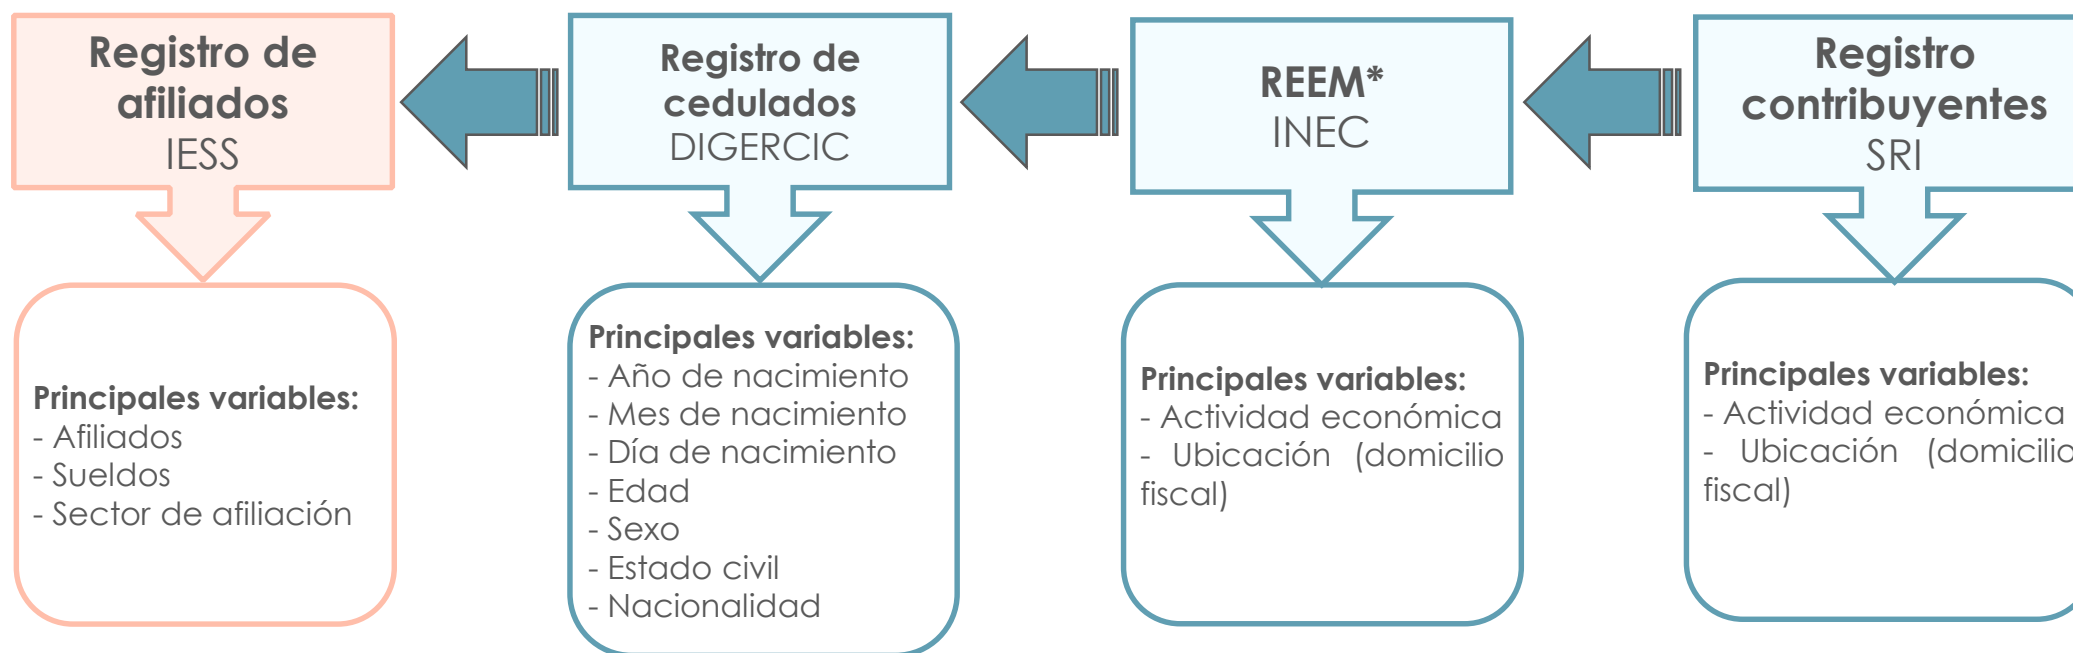 Registro de
afiliados
IESS
Registro de
cedulados
DIGERCIC
REEM*
INEC
Registro
contribuyentes
SRI
Principales variables:
- Afiliados
- Sueldos
- Sector de afiliación
Principales variables:
- Año de nacimiento
- Mes de nacimiento
- Día de nacimiento
- Edad
- Sexo
- Estado civil
- Nacionalidad
Principales variables:
- Actividad económica
- Ubicación (domicilio
fiscal)
Principales variables:
- Actividad económica
- Ubicación (domicilio
fiscal)